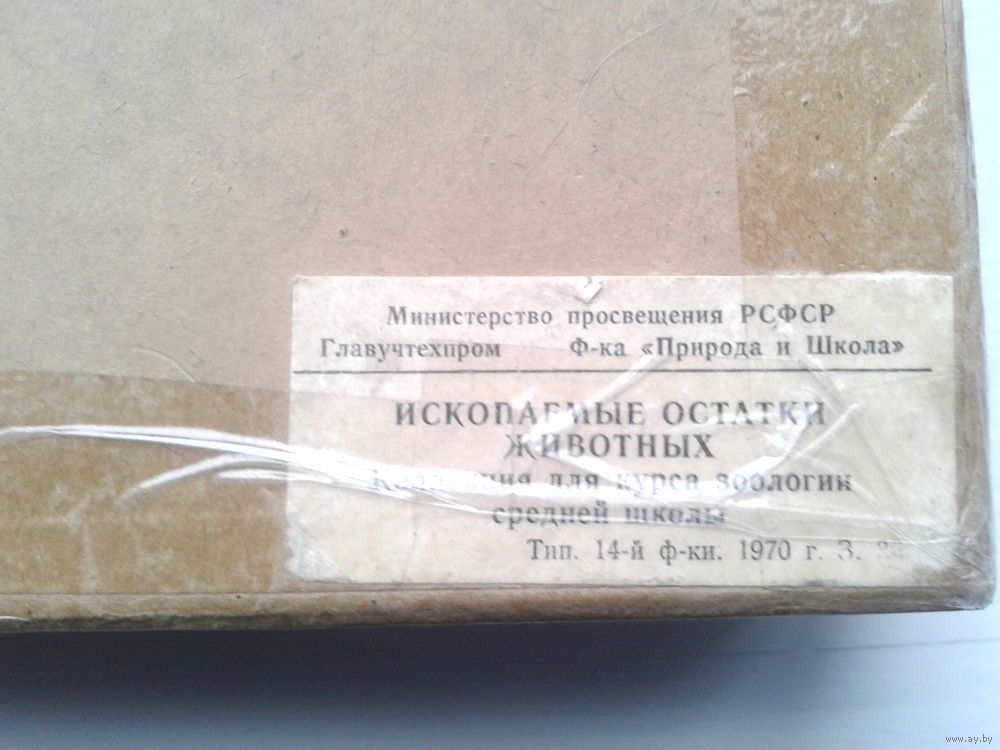 Министерство просвещения РСФСР
Главучтехпром Ф-ка «Природа и Школа»
ИСКОПАЕМЫЕ ОСТАТКИ
ЖИВОТНЫХ
Коллекция для курса зоологии
средней школы
Тип. 14-й ф-ки. 1970 г. З.
www.ay.by